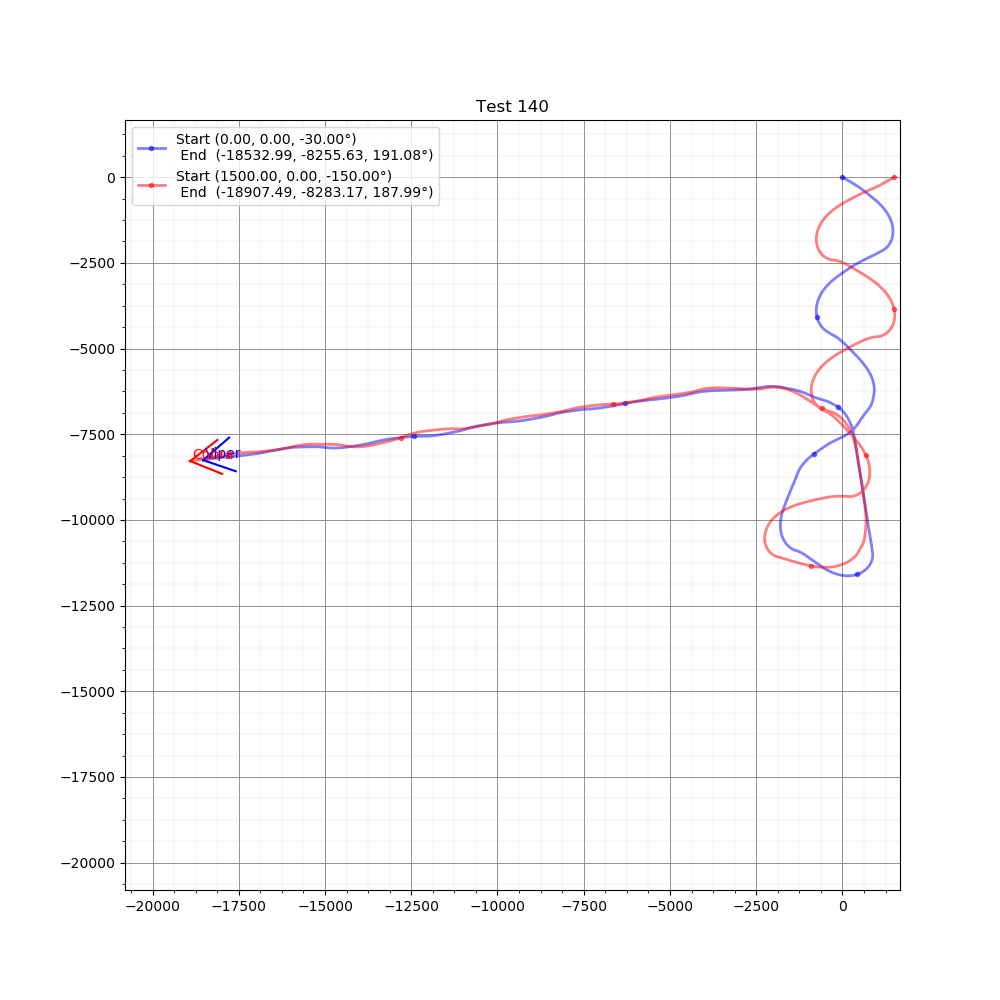 Test 140
Start (0.00, 0.00, -30.00°)
End (-18532.99, -8255.63, 191.08°)
Start (1500.00, 0.00, -150.00°)
End (-18907.49, -8283.17, 187.99°)
0
−2500
−5000
−7500
−10000
−12500
−15000
−17500
−20000
−20000 −17500 −15000 −12500 −10000 −7500 −5000 −2500 0